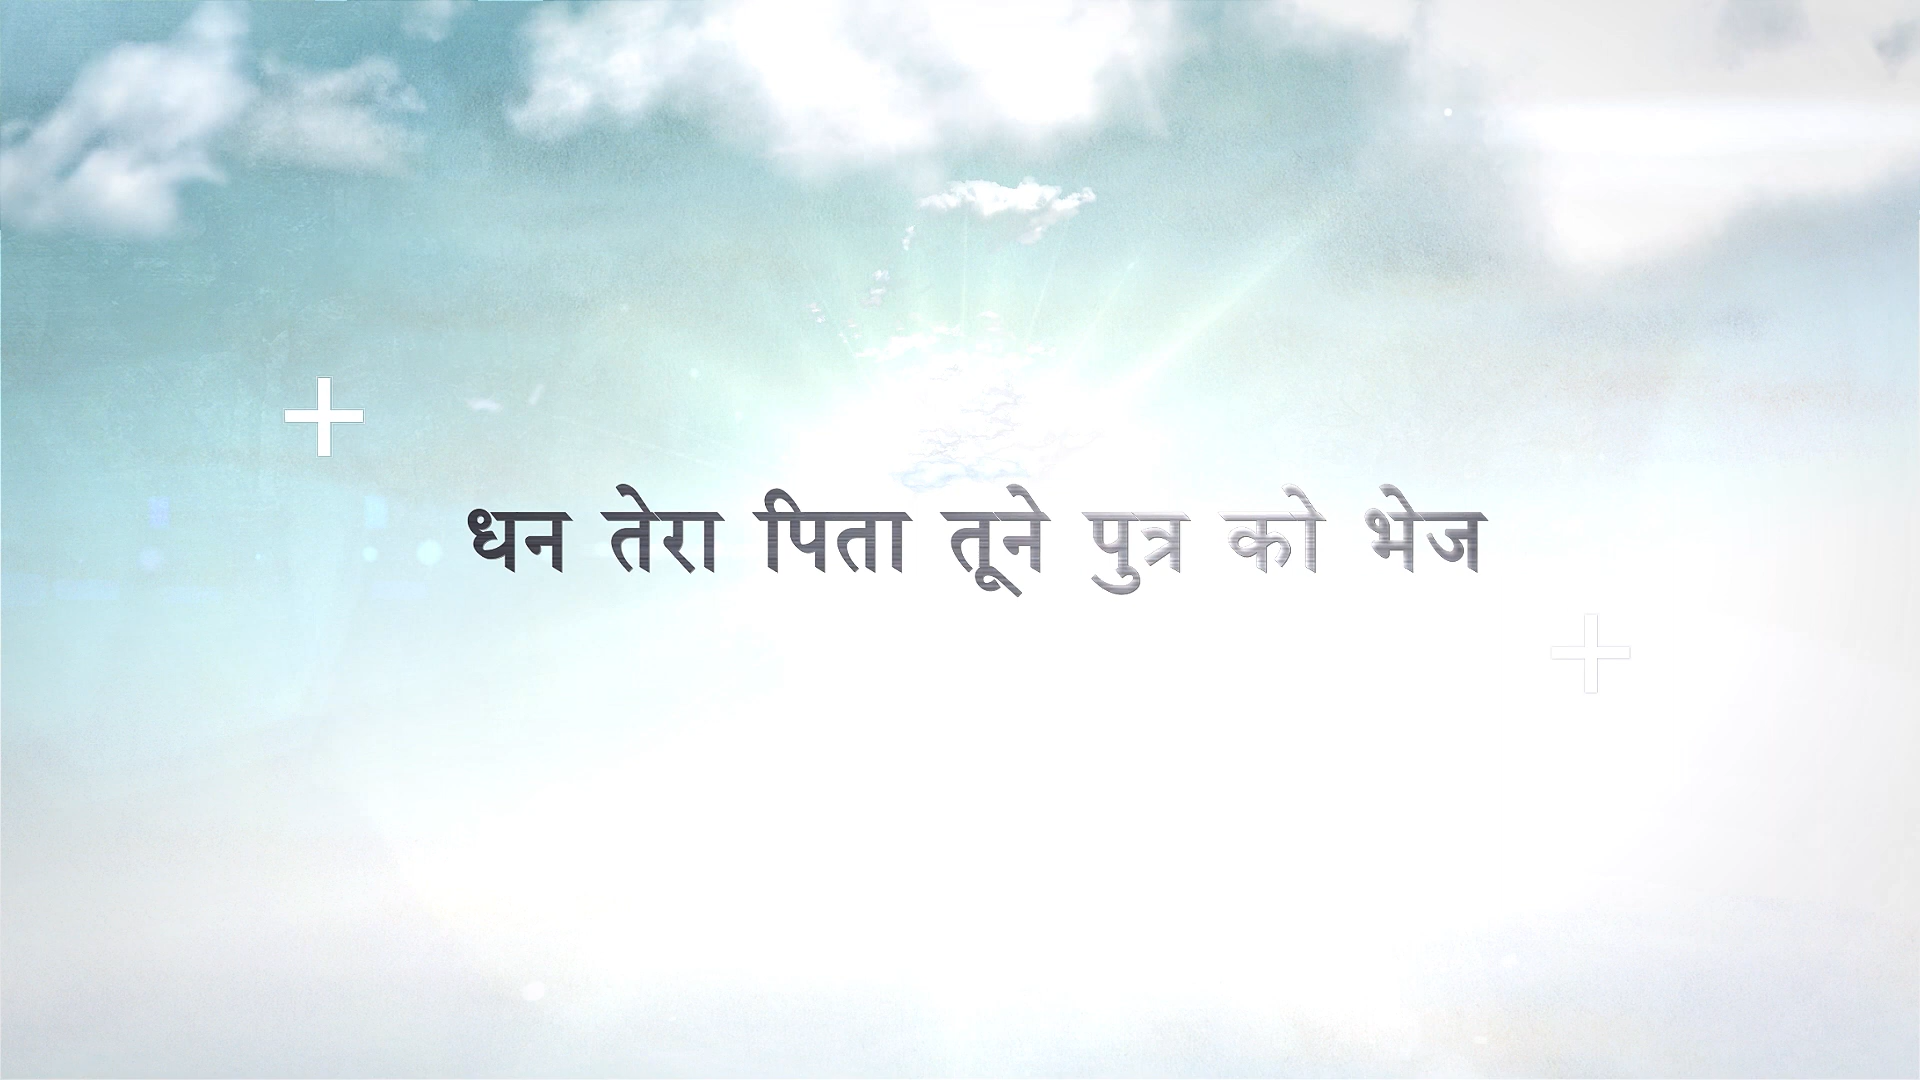 धन तेरा पिता तूने पुत्र को भेज